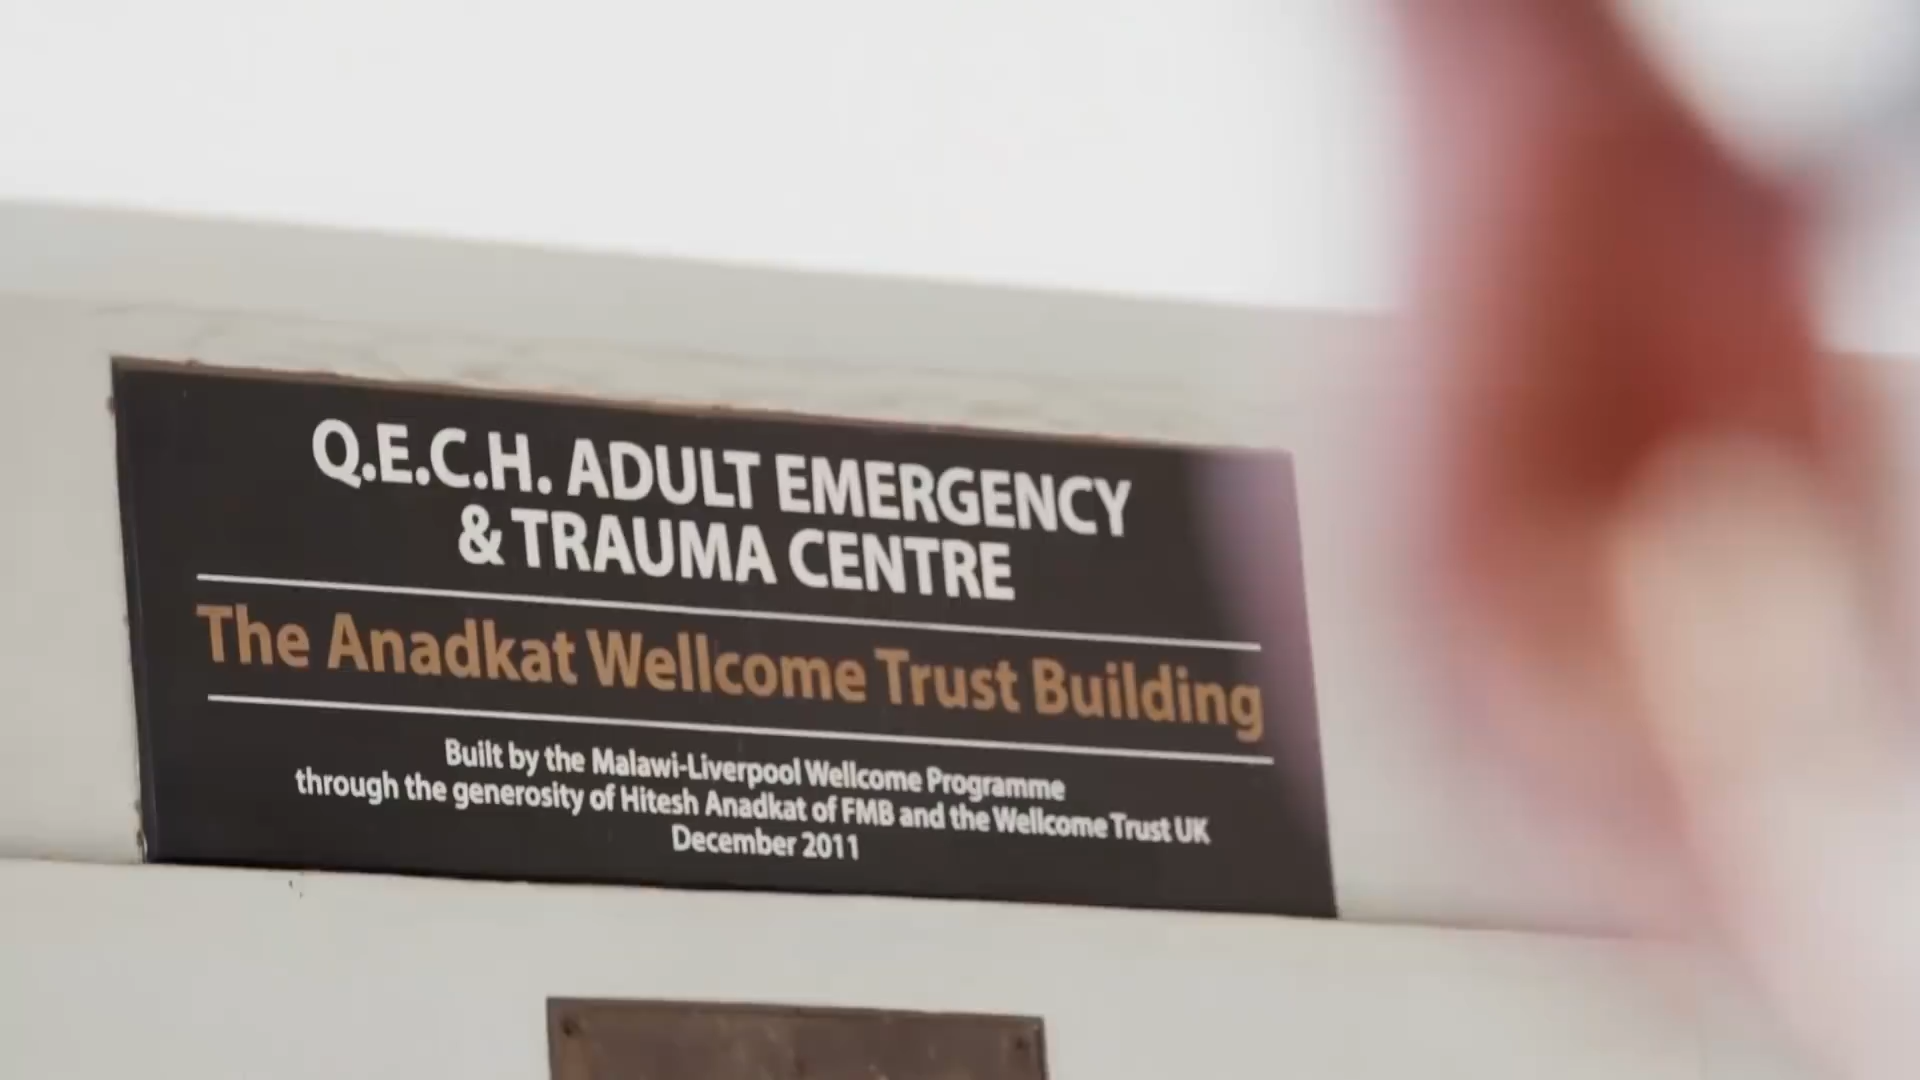 Q.E.C.H. ADULT EMERGENCY
& TRAUMA CENTRE
The Anadkat Wellcome Trust Building
Built by the Malawi-Liverpool Wellcome Programme
through the generosity of Hitesh Anadkat of FMB and the Wellcome Trust UK
December 2011